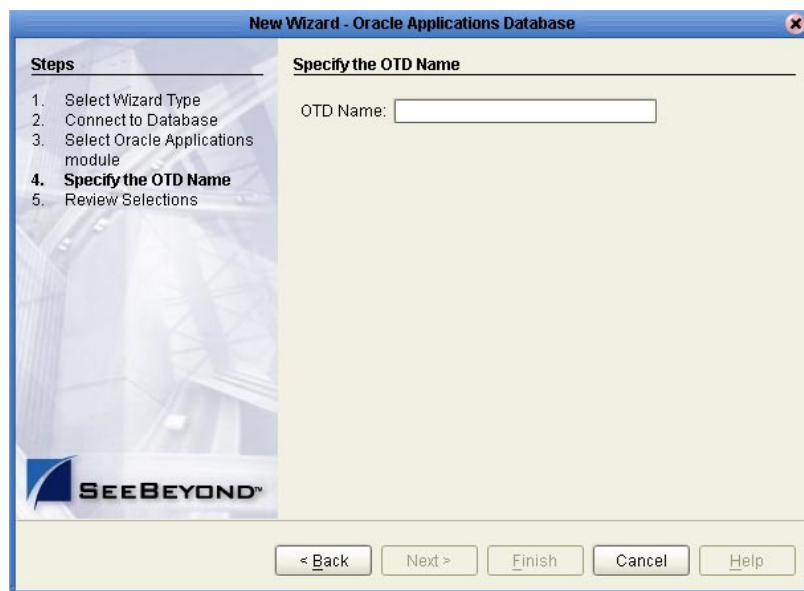 New Wizard - Oracle Applications Database
Steps
1. Select Wizard Type
2. Connect to Database
3. Select Oracle Applications
module
4. Specify the OTD Name
5. Review Selections
SEEBEYOND™
Specify the OTD Name
OTD Name:
< Back
Next >
Finish
Cancel
Help